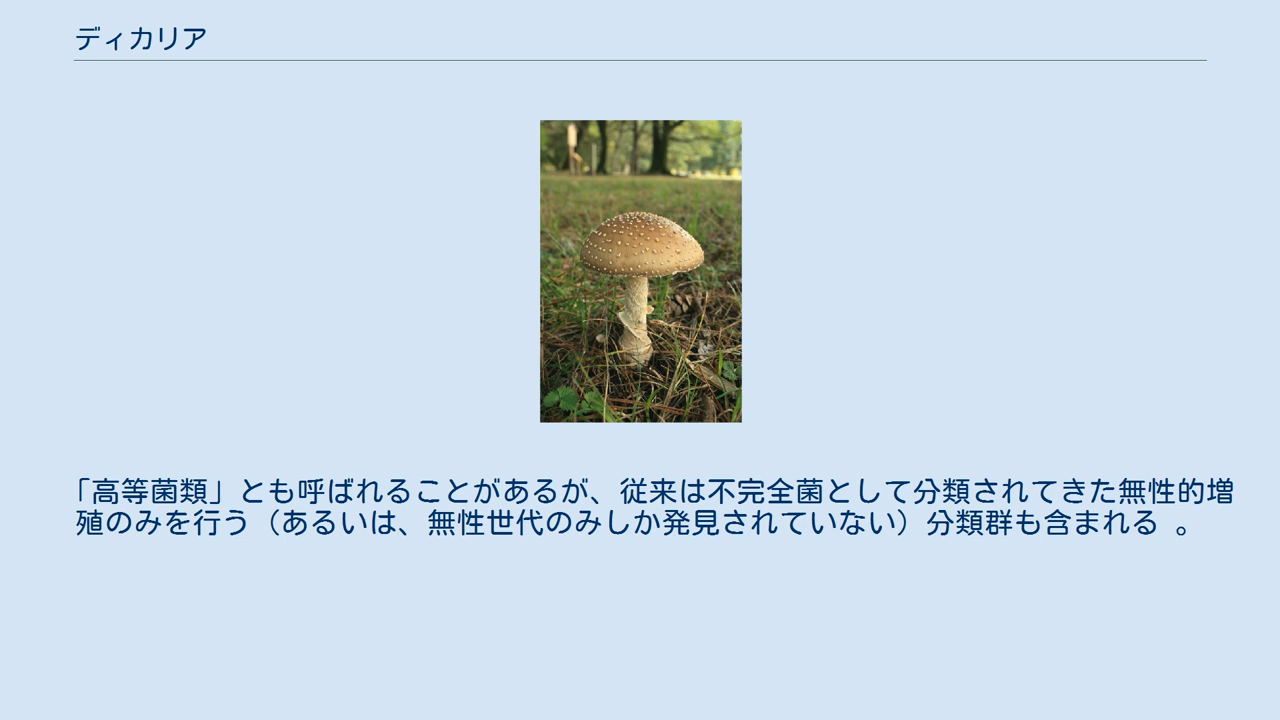 ディカリア
「高等菌類」とも呼ばれることがあるが、従来は不完全菌として分類されてきた無性的増
殖のみを行う（あるいは、無性世代のみしか発見されていない）分類群も含まれる 。